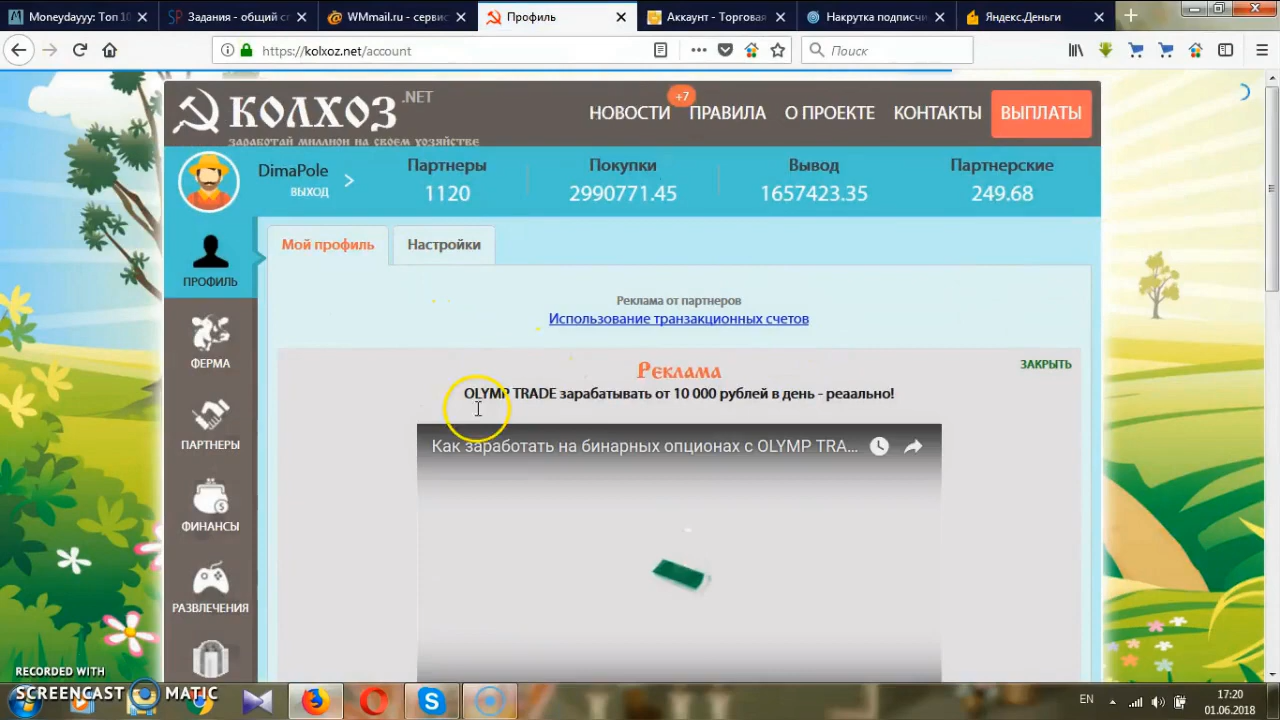 Moneydayyy: Топ 10
Задания - общий сп
WMmail.ru - сервис
Профиль
Аккаунт - Торговая
Накрутка подписчи
Яндекс.Деньги
https://kolxoz.net/account
Поиск
КОЛХОЗ .NET
заработай миллион на своем хозяйстве
НОВОСТИ +7 ПРАВИЛА О ПРОЕКТЕ КОНТАКТЫ ВЫПЛАТЫ
DimaPole
ВЫХОД
Партнеры
1120
Покупки
2990771.45
Вывод
1657423.35
Партнерские
249.68
ПРОФИЛЬ
ФЕРМА
ПАРТНЕРЫ
ФИНАНСЫ
РАЗВЛЕЧЕНИЯ
Мой профиль Настройки
Реклама от партнеров
Использование транзакционных счетов
Реклама
ЗАКРЫТЬ
OLYMP TRADE зарабатывать от 10 000 рублей в день - реаально!
Как заработать на бинарных опционах с OLYMP TRA...
RECORDED WITH
SCREENCAST MATIC
EN
17:20
01.06.2018